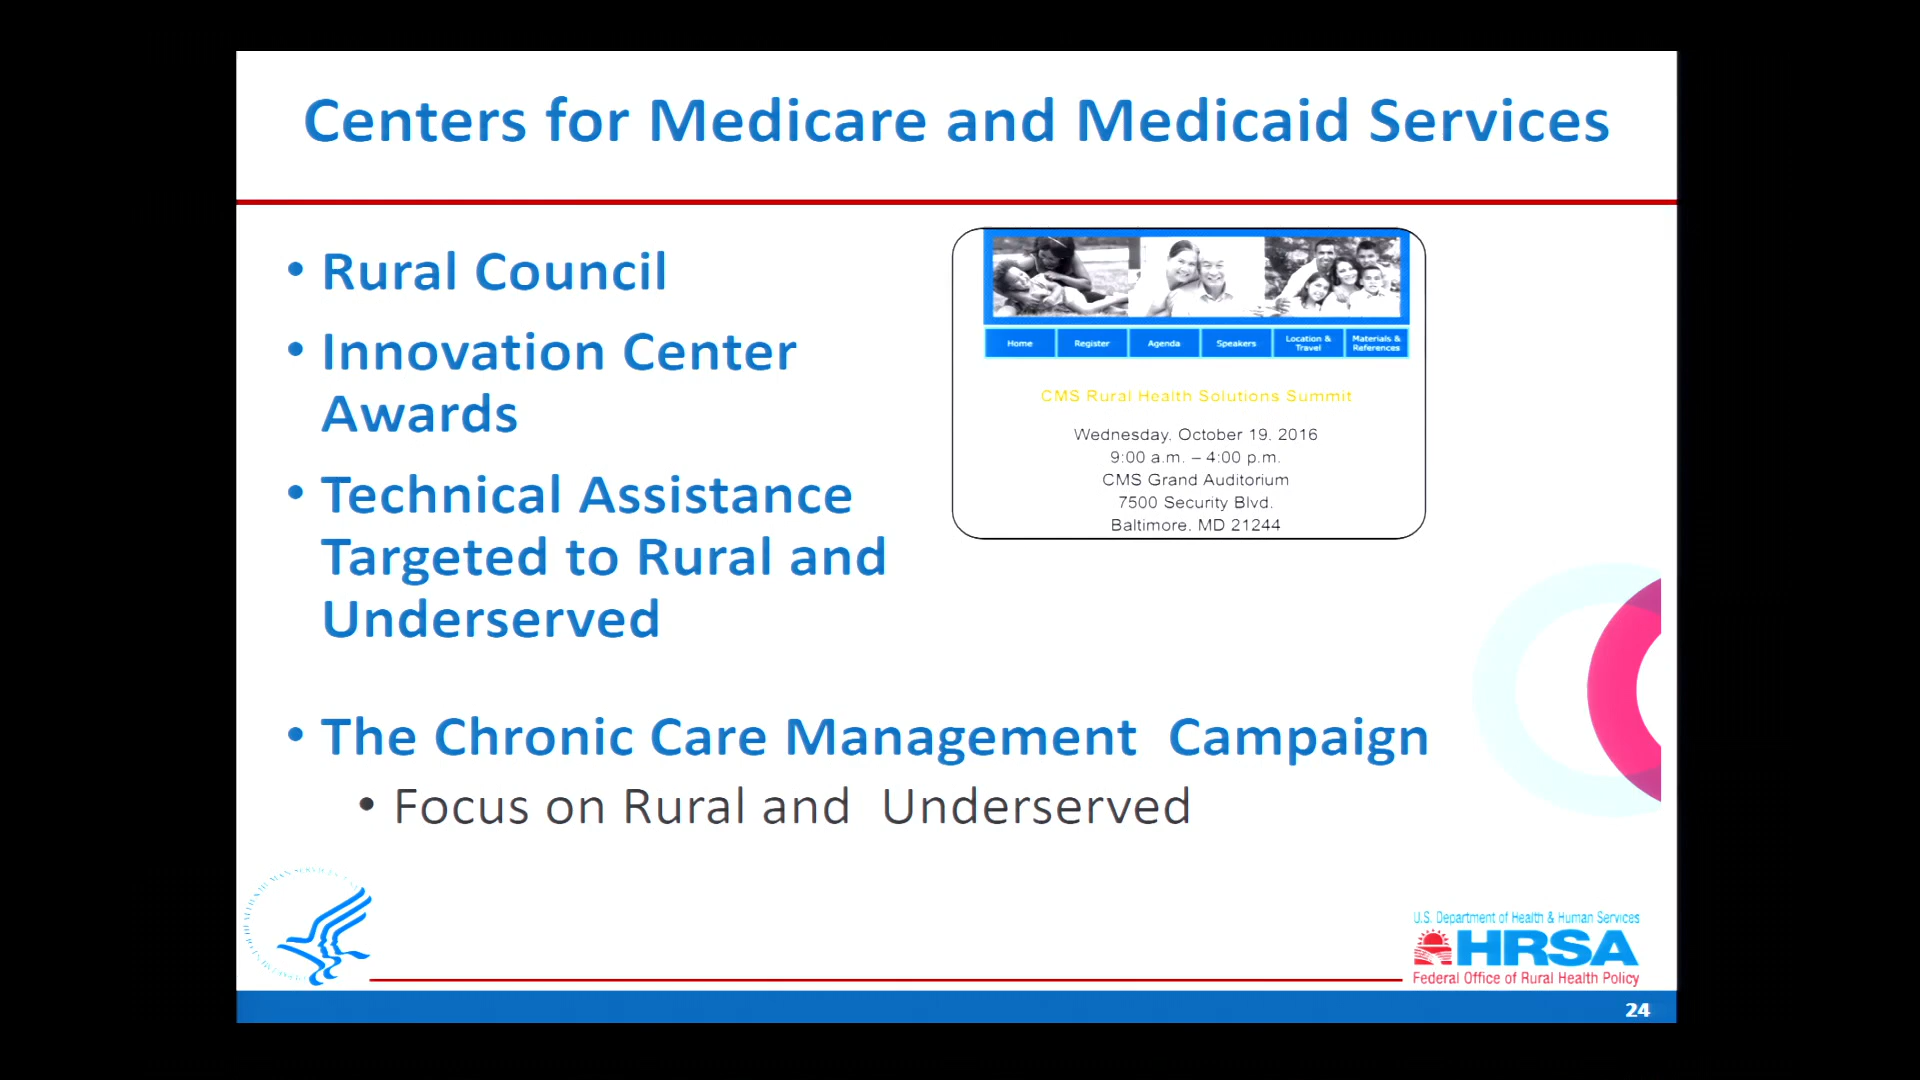 Centers for Medicare and Medicaid Services
• Rural Council
• Innovation Center
Awards
• Technical Assistance
Targeted to Rural and
Underserved
• The Chronic Care Management Campaign
• Focus on Rural and Underserved
Home Register Agenda Speakers Location & Travel Materials & References
CMS Rural Health Solutions Summit
Wednesday, October 19, 2016
9:00 a.m. – 4:00 p.m.
CMS Grand Auditorium
7500 Security Blvd.
Baltimore, MD 21244
U.S. Department of Health & Human Services
HRSA
Federal Office of Rural Health Policy
24